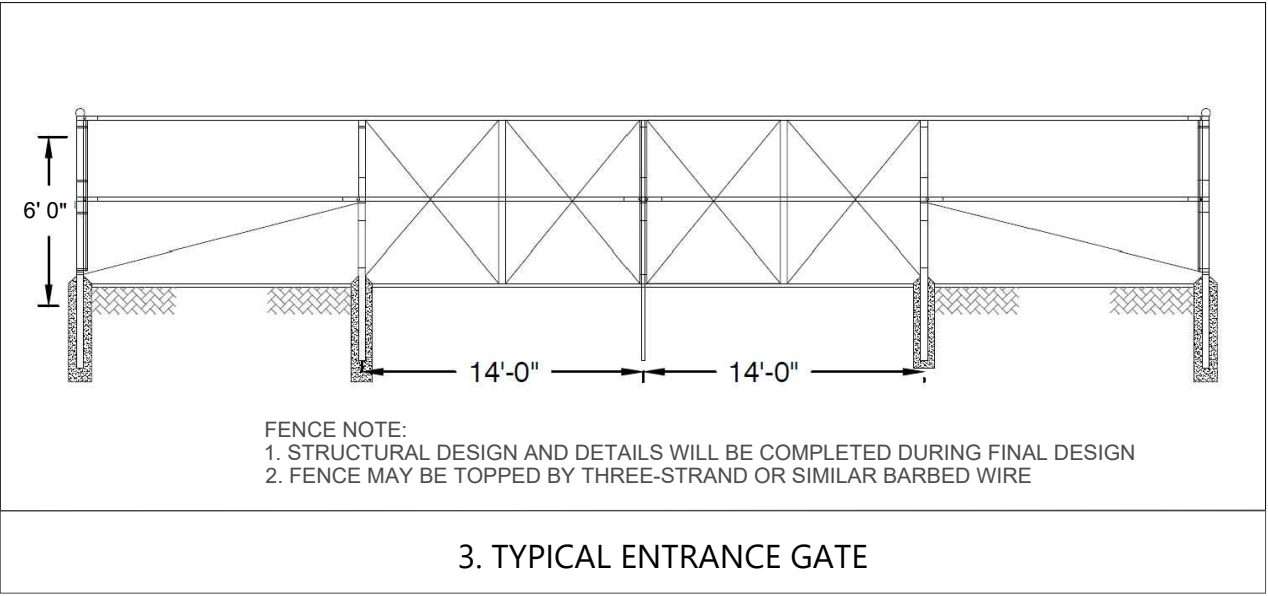 6' 0"
14'-0" 14'-0"
FENCE NOTE:
1. STRUCTURAL DESIGN AND DETAILS WILL BE COMPLETED DURING FINAL DESIGN
2. FENCE MAY BE TOPPED BY THREE-STRAND OR SIMILAR BARBED WIRE
3. TYPICAL ENTRANCE GATE